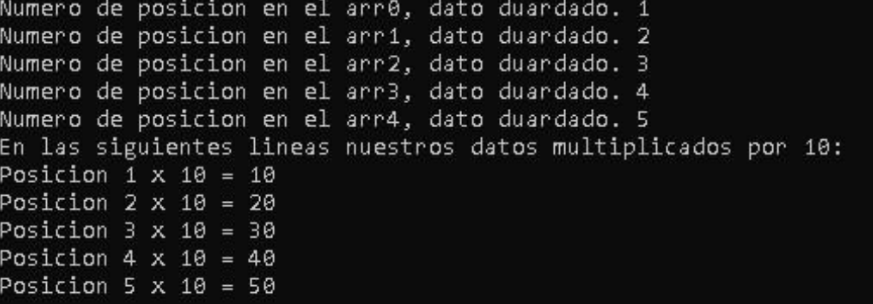 Numero de posicion en el arr0, dato duardado. 1
Numero de posicion en el arr1, dato duardado. 2
Numero de posicion en el arr2, dato duardado. 3
Numero de posicion en el arr3, dato duardado. 4
Numero de posicion en el arr4, dato duardado. 5
En las siguientes lineas nuestros datos multiplicados por 10:
Posicion 1 x 10 = 10
Posicion 2 x 10 = 20
Posicion 3 x 10 = 30
Posicion 4 x 10 = 40
Posicion 5 x 10 = 50